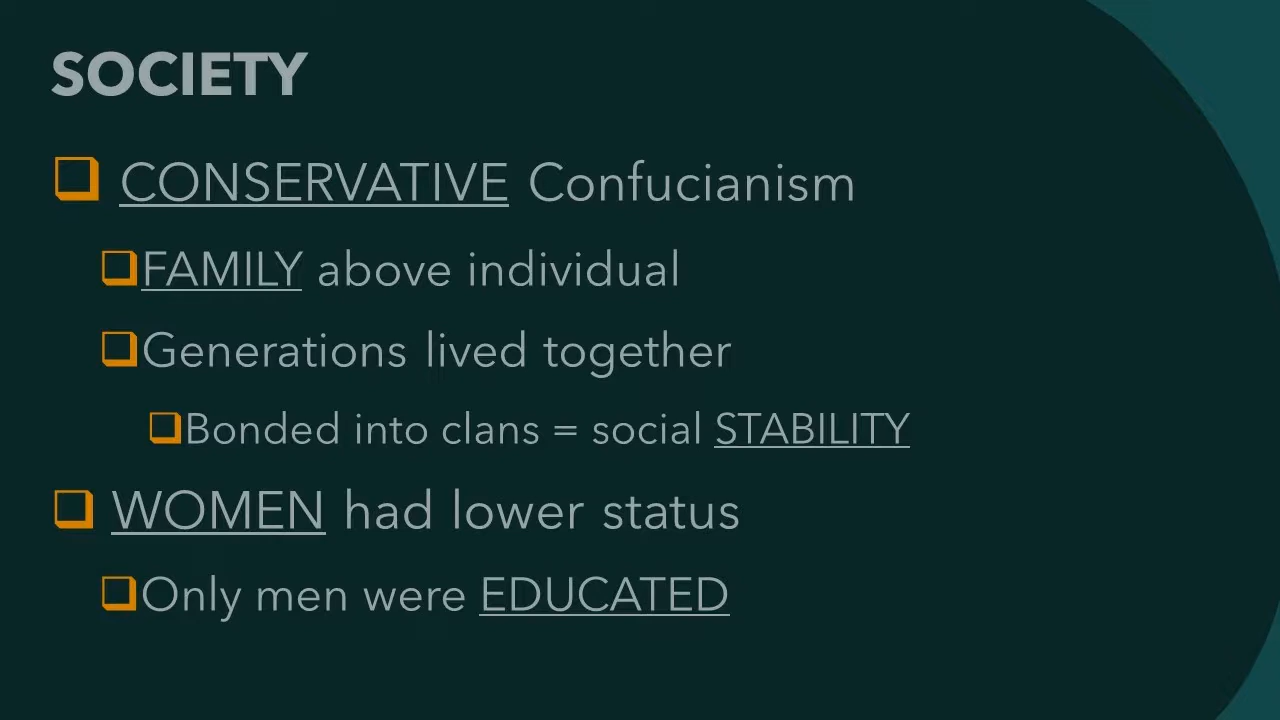 SOCIETY
CONSERVATIVE Confucianism
FAMILY above individual
Generations lived together
Bonded into clans = social STABILITY
WOMEN had lower status
Only men were EDUCATED